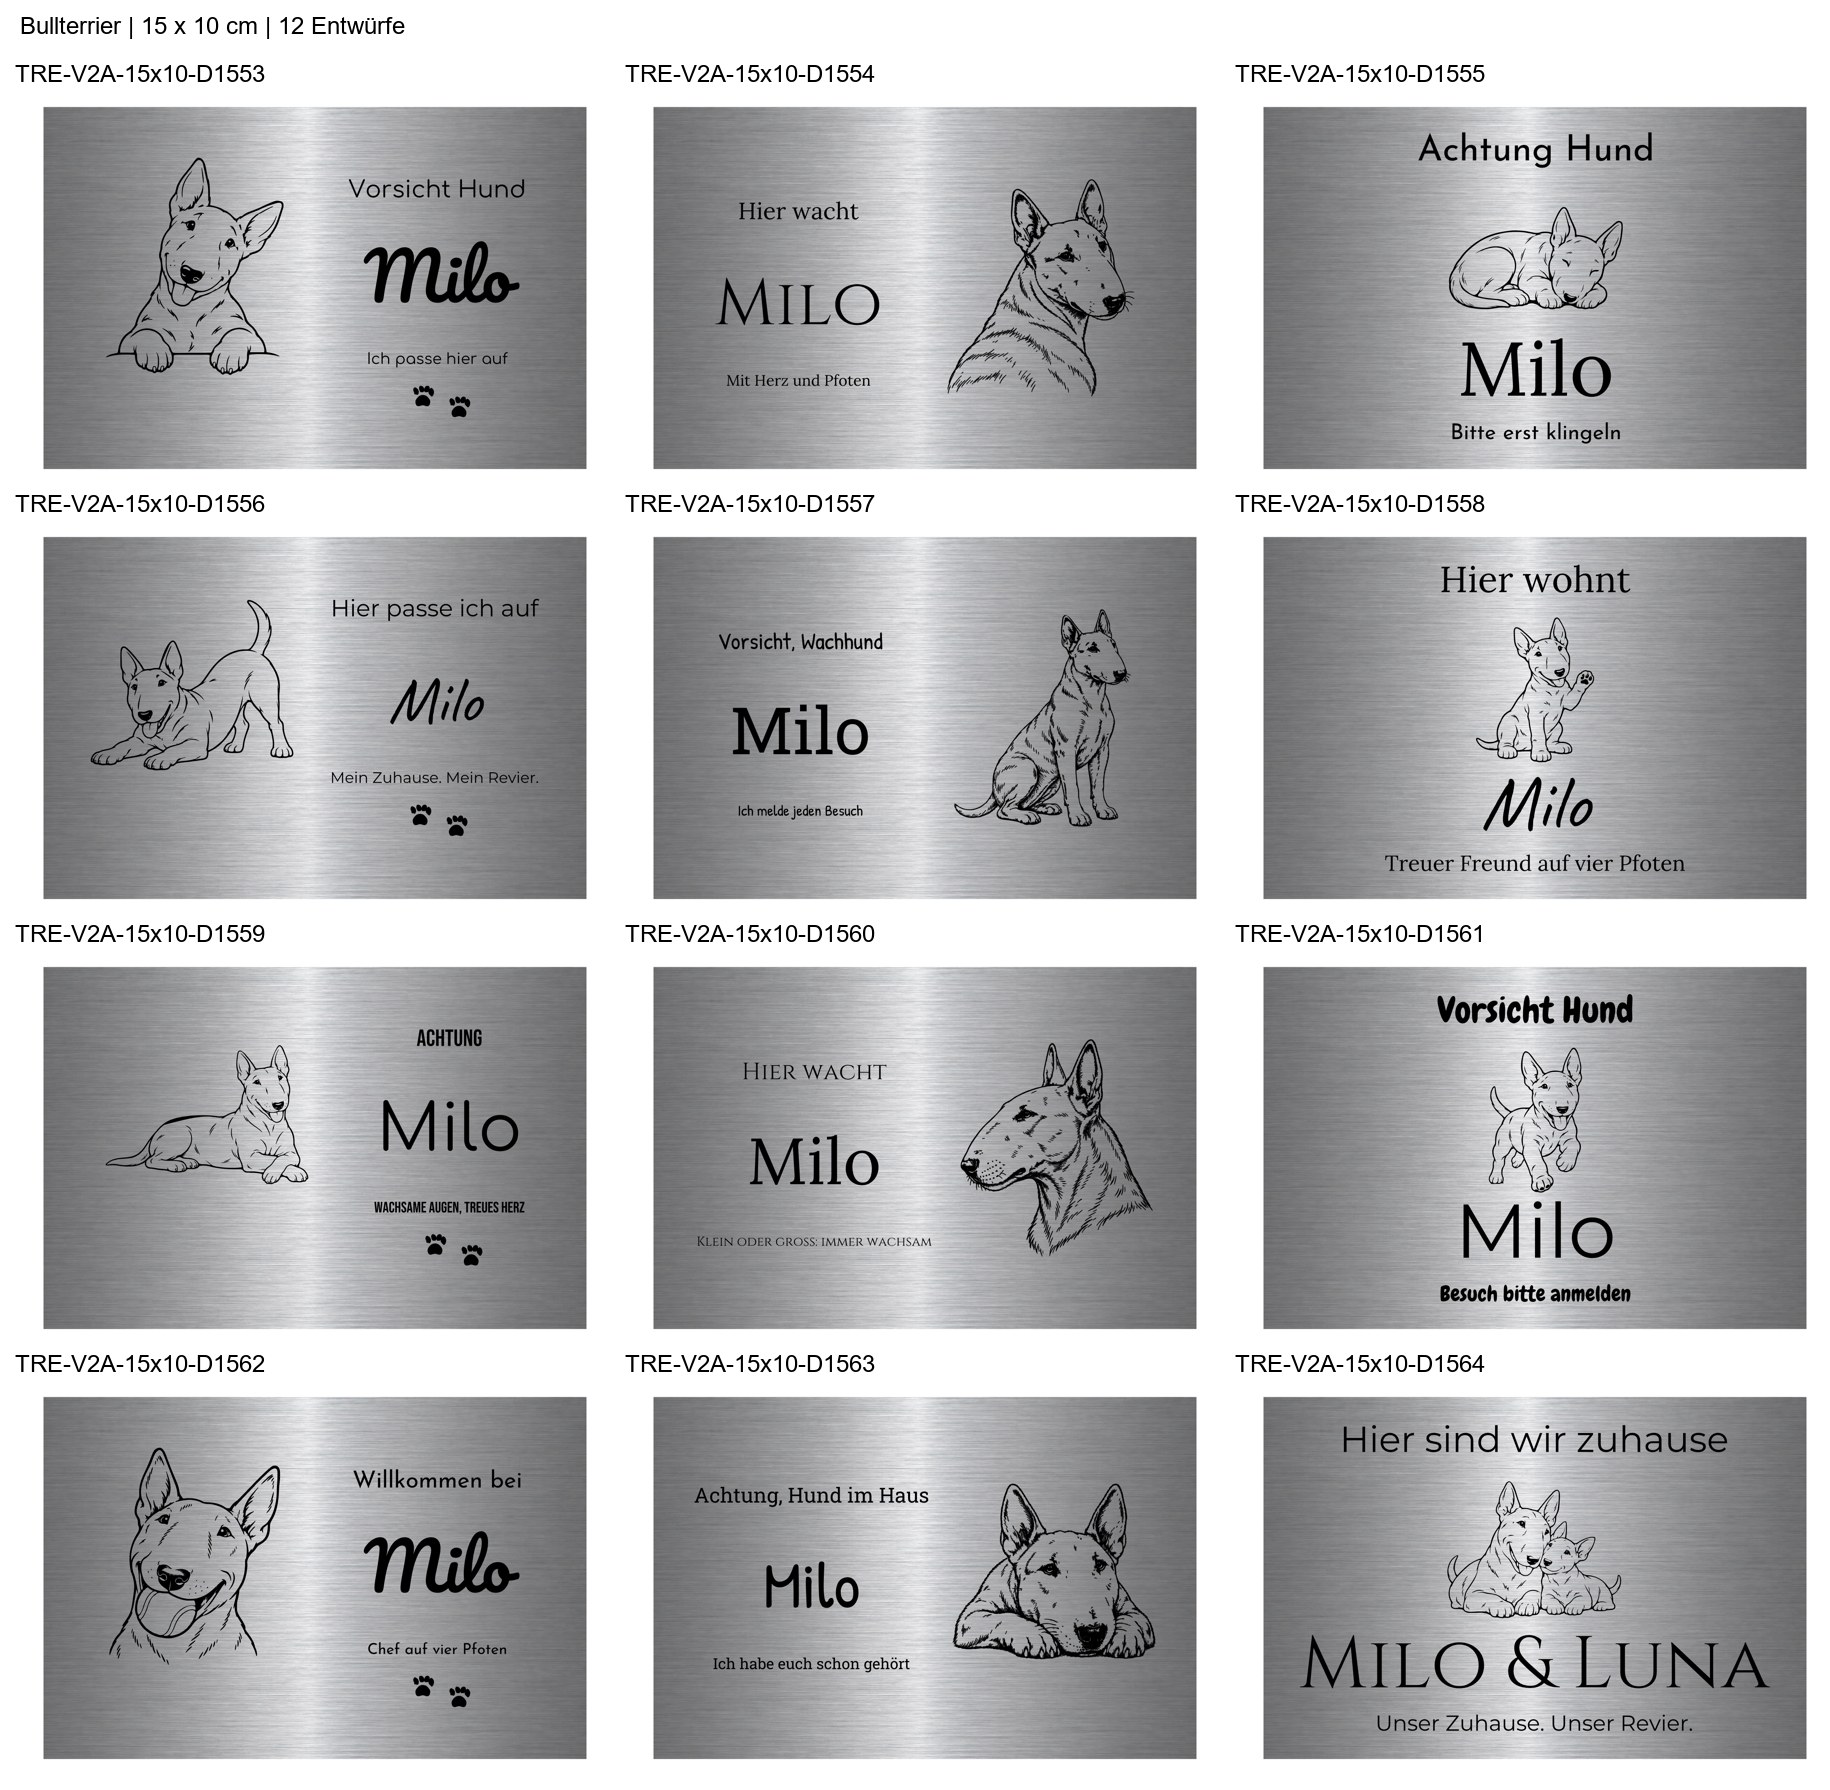 Bullterrier | 15 x 10 cm | 12 Entwürfe
TRE-V2A-15x10-D1553
Vorsicht Hund
Milo
Ich passe hier auf
TRE-V2A-15x10-D1554
Hier wacht
Milo
Mit Herz und Pfoten
TRE-V2A-15x10-D1555
Achtung Hund
Milo
Bitte erst klingeln
TRE-V2A-15x10-D1556
Hier passe ich auf
Milo
Mein Zuhause. Mein Revier.
TRE-V2A-15x10-D1557
Vorsicht, Wachhund
Milo
Ich melde jeden Besuch
TRE-V2A-15x10-D1558
Hier wohnt
Milo
Treuer Freund auf vier Pfoten
TRE-V2A-15x10-D1559
ACHTUNG
Milo
WACHSAME AUGEN, TREUES HERZ
TRE-V2A-15x10-D1560
Hier wacht
Milo
Klein oder gross: immer wachsam
TRE-V2A-15x10-D1561
Vorsicht Hund
Milo
Besuch bitte anmelden
TRE-V2A-15x10-D1562
Willkommen bei
Milo
Chef auf vier Pfoten
TRE-V2A-15x10-D1563
Achtung, Hund im Haus
Milo
Ich habe euch schon gehört
TRE-V2A-15x10-D1564
Hier sind wir zuhause
Milo & Luna
Unser Zuhause. Unser Revier.